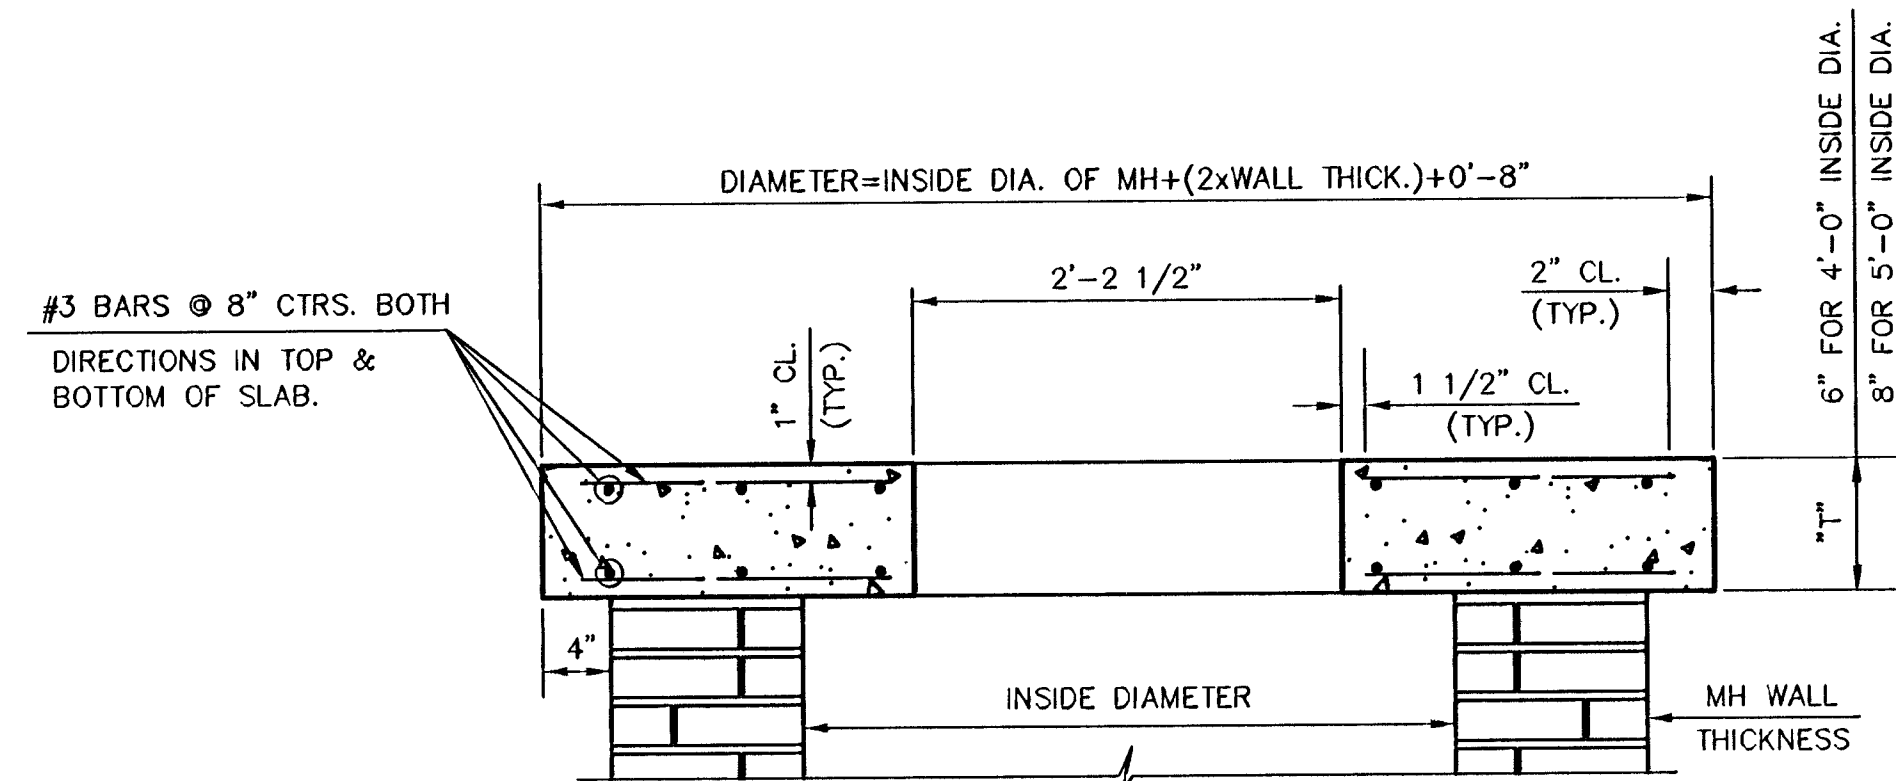 6" FOR 4'-0" INSIDE DIA.
8" FOR 5'-0" INSIDE DIA.
DIAMETER=INSIDE DIA. OF MH+(2xWALL THICK.)+0'-8"
2'-2 1/2"
2" CL.
(TYP.)
#3 BARS @ 8" CTRS. BOTH
DIRECTIONS IN TOP &
BOTTOM OF SLAB.
1" CL.
(TYP.)
1 1/2" CL.
(TYP.)
"T"
4"
INSIDE DIAMETER
MH WALL
THICKNESS